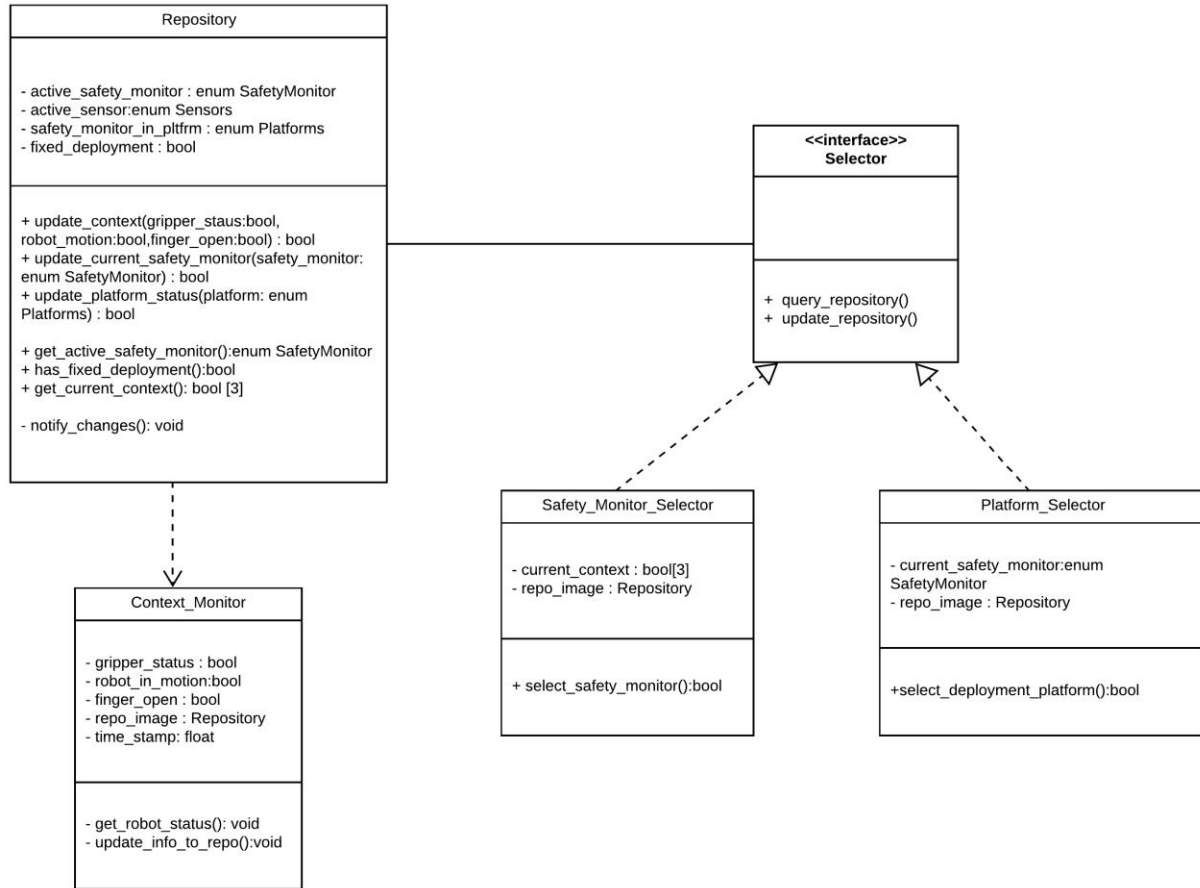 Repository
- active_safety_monitor : enum SafetyMonitor
- active_sensor:enum Sensors
- safety_monitor_in_pltfrm : enum Platforms
- fixed_deployment : bool
+ update_context(gripper_staus:bool,
robot_motion:bool,finger_open:bool) : bool
+ update_current_safety_monitor(safety_monitor:
enum SafetyMonitor) : bool
+ update_platform_status(platform: enum
Platforms) : bool
+ get_active_safety_monitor():enum SafetyMonitor
+ has_fixed_deployment():bool
+ get_current_context(): bool [3]
- notify_changes(): void
<<interface>>
Selector
+ query_repository()
+ update_repository()
Safety_Monitor_Selector
- current_context : bool[3]
- repo_image : Repository
+ select_safety_monitor():bool
Platform_Selector
- current_safety_monitor:enum
SafetyMonitor
- repo_image : Repository
+select_deployment_platform():bool
Context_Monitor
- gripper_status : bool
- robot_in_motion:bool
- finger_open : bool
- repo_image : Repository
- time_stamp: float
- get_robot_status(): void
- update_info_to_repo():void